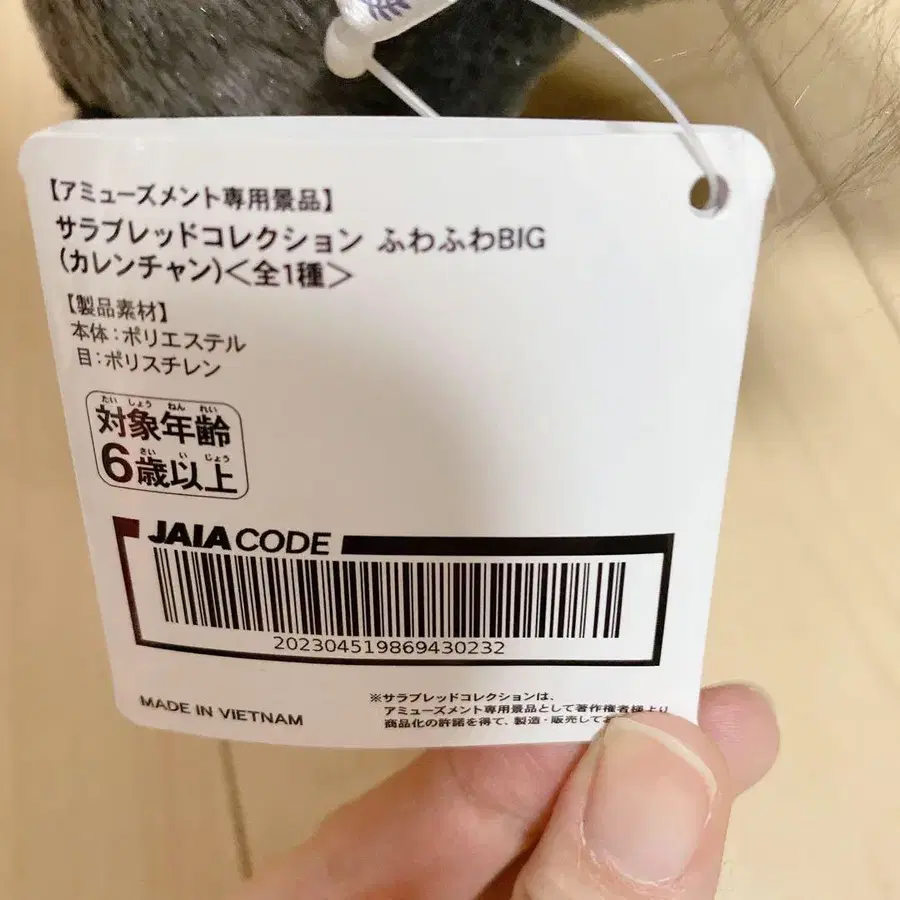 【アミューズメント専用景品】
サラブレッドコレクション ふわふわBIG
(カレンチャン)<全1種>
【製品素材】
本体:ポリエステル
目:ポリスチレン
たいしょう ねん れい
対象年齢
さい い じょう
6歳以上
JAIA CODE
202304519869430232
MADE IN VIETNAM
※サラブレッドコレクションは、
アミューズメント専用景品として著作権者様より
商品化の許諾を得て、製造・販売してお